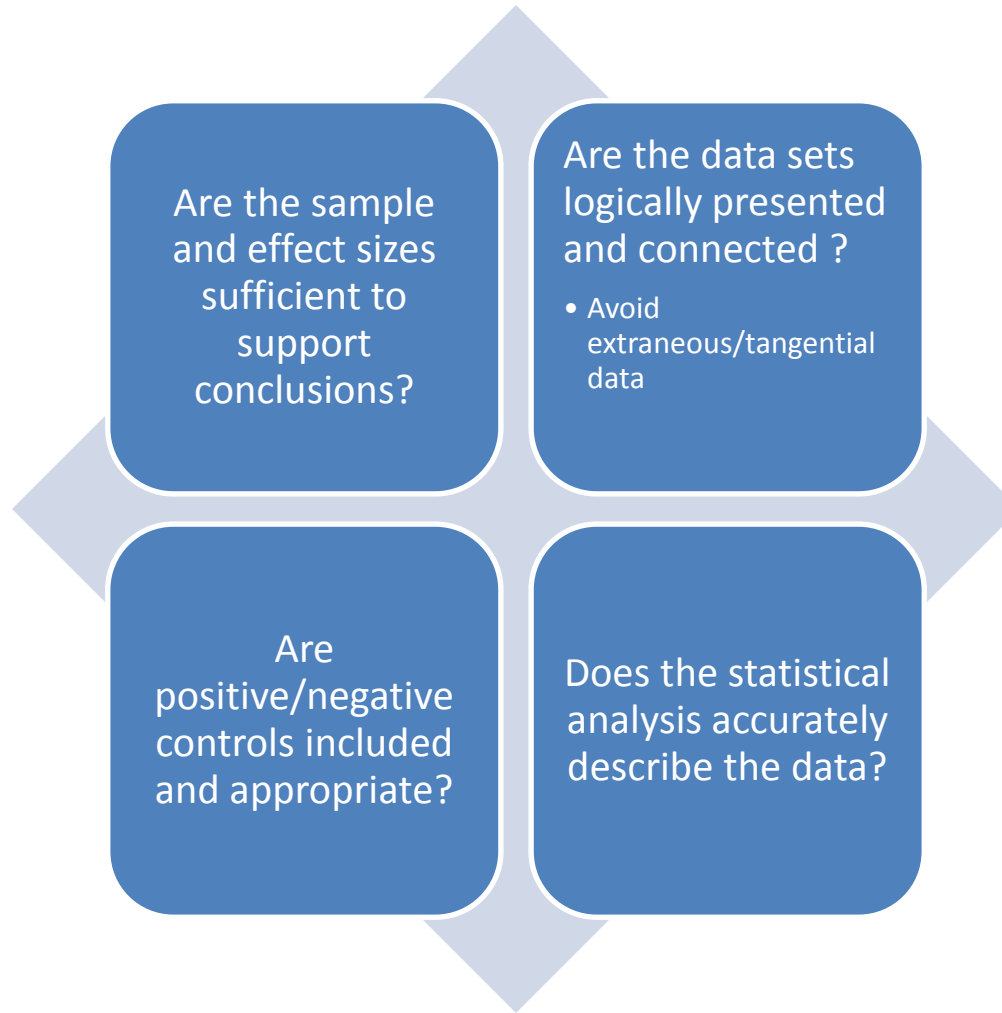 Are the sample
and effect sizes
sufficient to
support
conclusions?
Are the data sets
logically presented
and connected ?
• Avoid
extraneous/tangential
data
Are
positive/negative
controls included
and appropriate?
Does the statistical
analysis accurately
describe the data?